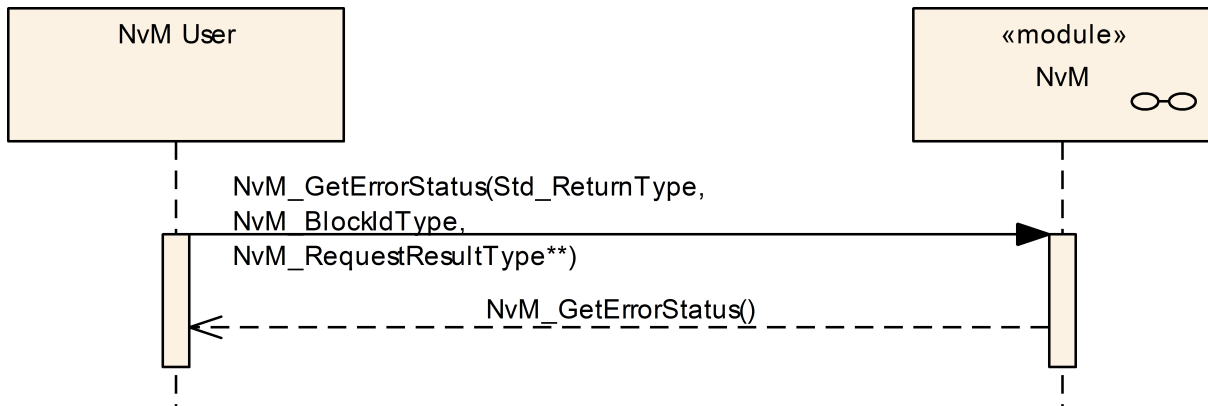 NvM User
«module»
NvM
NvM_GetErrorStatus(Std_ReturnType,
NvM_BlockIdType,
NvM_RequestResultType**)
NvM_GetErrorStatus()